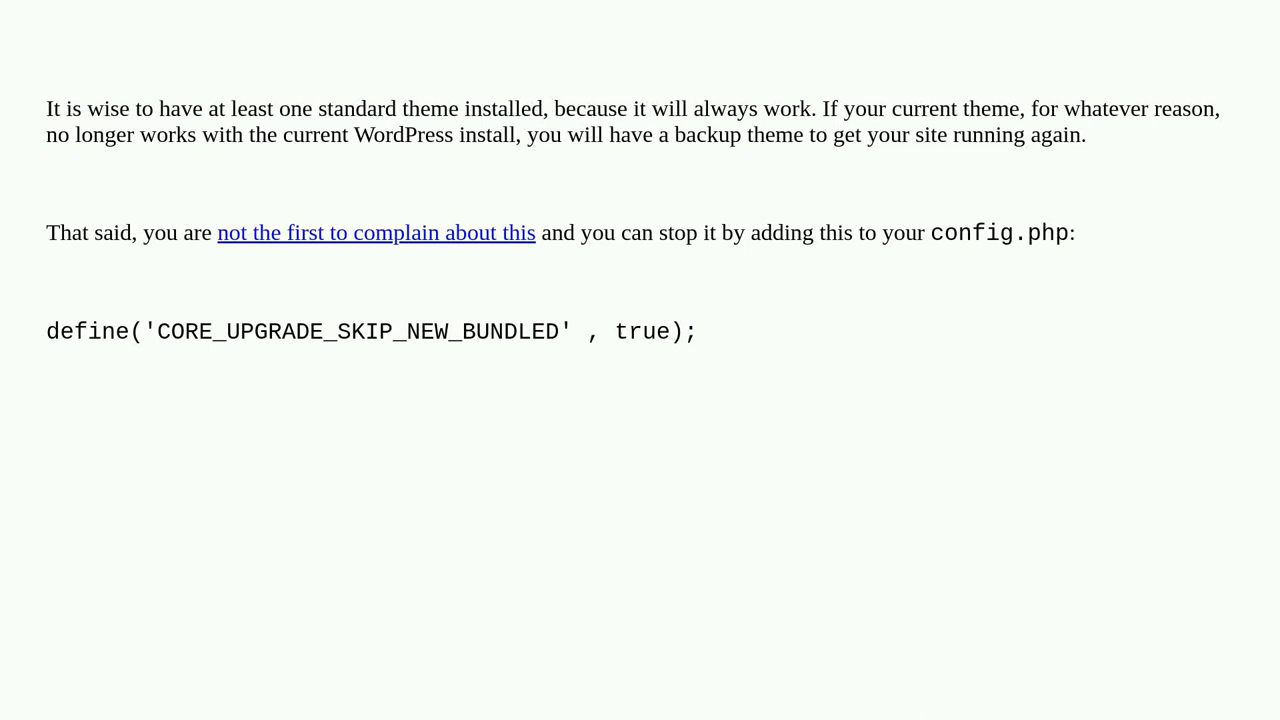 It is wise to have at least one standard theme installed, because it will always work. If your current theme, for whatever reason,
no longer works with the current WordPress install, you will have a backup theme to get your site running again.
That said, you are not the first to complain about this and you can stop it by adding this to your config.php:
define('CORE_UPGRADE_SKIP_NEW_BUNDLED' , true);